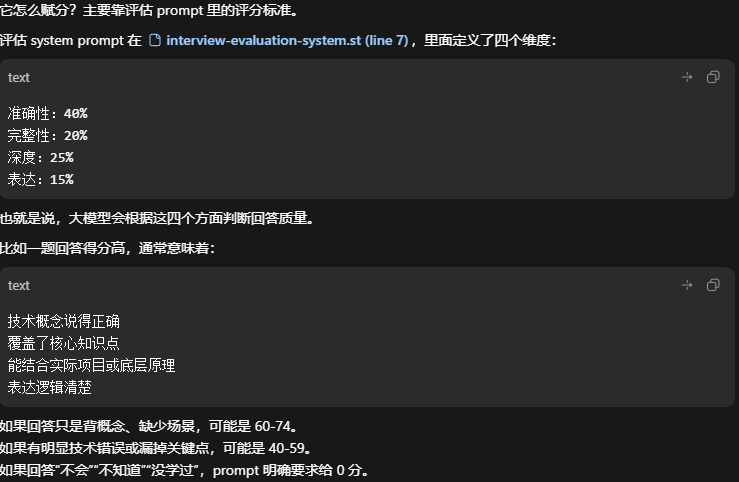 它怎么赋分？主要靠评估 prompt 里的评分标准。
评估 system prompt 在 interview-evaluation-system.st (line 7) ，里面定义了四个维度：
text
准确性：40%
完整性：20%
深度：25%
表达：15%
也就是说，大模型会根据这四个方面判断回答质量。
比如一题回答得分高，通常意味着：
text
技术概念说得正确
覆盖了核心知识点
能结合实际项目或底层原理
表达逻辑清楚
如果回答只是背概念、缺少场景，可能是 60-74。
如果有明显技术错误或漏掉关键点，可能是 40-59。
如果回答“不会”“不知道”“没学过”，prompt 明确要求给 0 分。